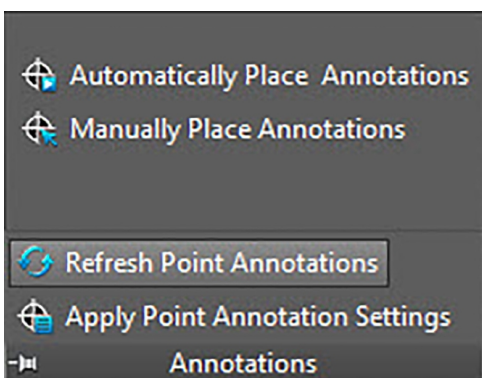 Automatically Place Annotations
Manually Place Annotations
Refresh Point Annotations
Apply Point Annotation Settings
Annotations